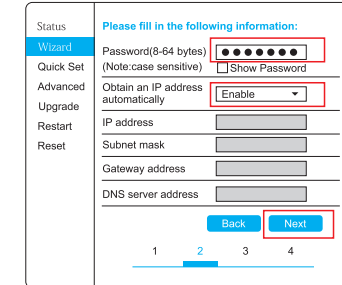 Status
Wizard
Quick Set
Advanced
Upgrade
Restart
Reset
Please fill in the following information:
Password(8-64 bytes)
(Note:case sensitive)
Show Password
Obtain an IP address
automatically
Enable
IP address
Subnet mask
Gateway address
DNS server address
Back Next
1 2 3 4